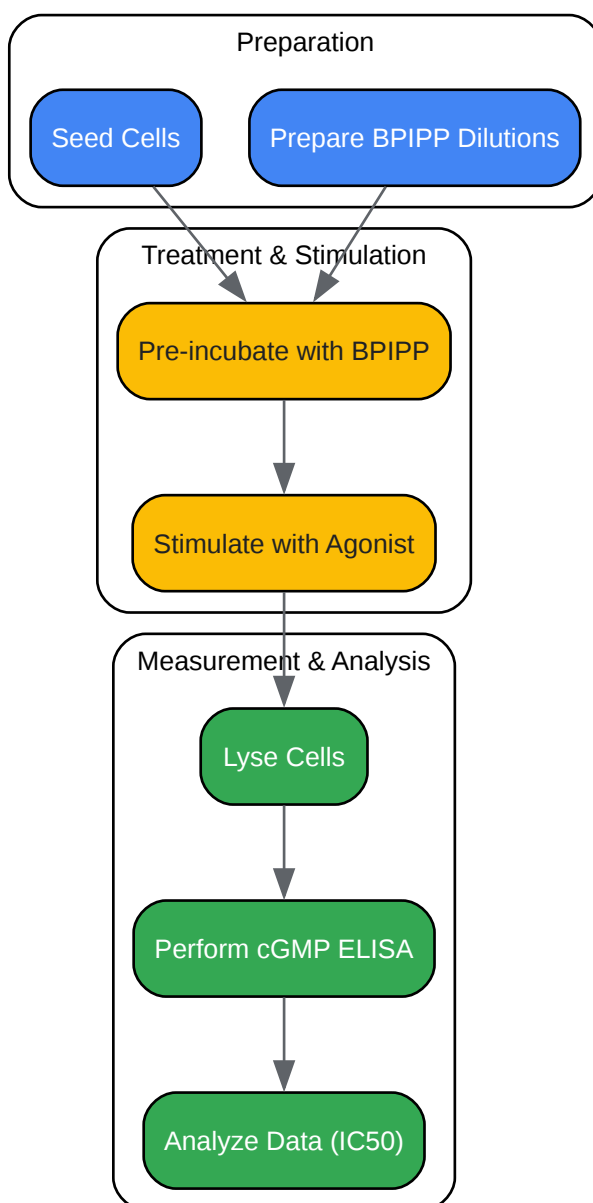 Preparation
Seed Cells
Prepare BPIPP Dilutions
Treatment & Stimulation
Pre-incubate with BPIPP
Stimulate with Agonist
Measurement & Analysis
Lyse Cells
Perform cGMP ELISA
Analyze Data (IC50)